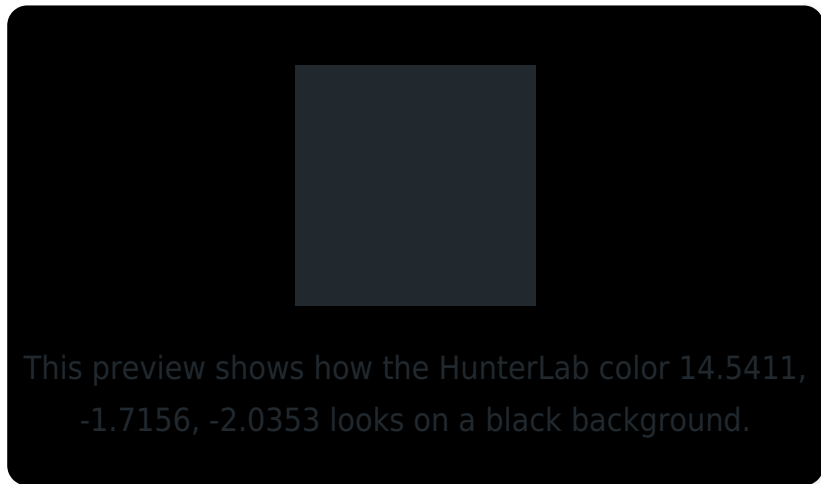 This preview shows how the HunterLab color 14.5411,
-1.7156, -2.0353 looks on a black background.